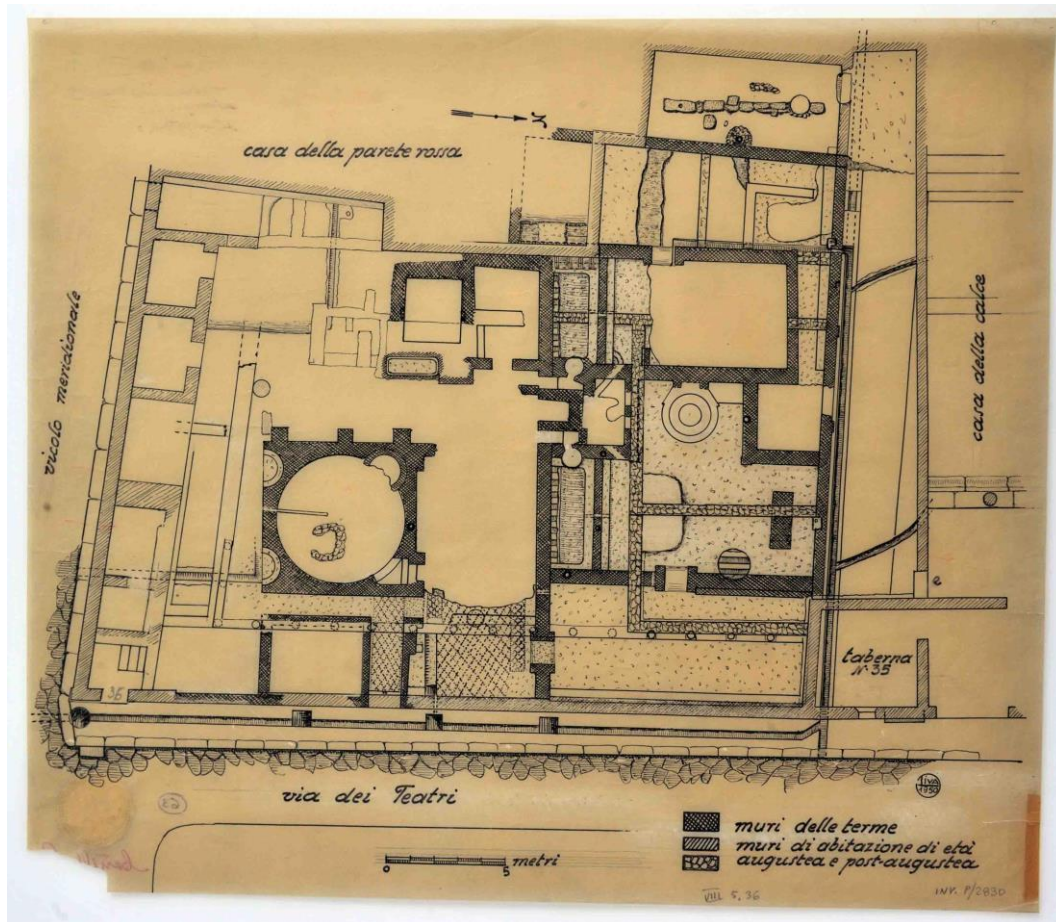 N
casa della parete rossa
vicolo meridionale
casa della calce
e
taberna
N. 35
36
via dei Teatri
1950
muri delle terme
muri di abitazione di età
augustea e post-augustea
metri
0
5
VIII 5. 36
INV. P/2830